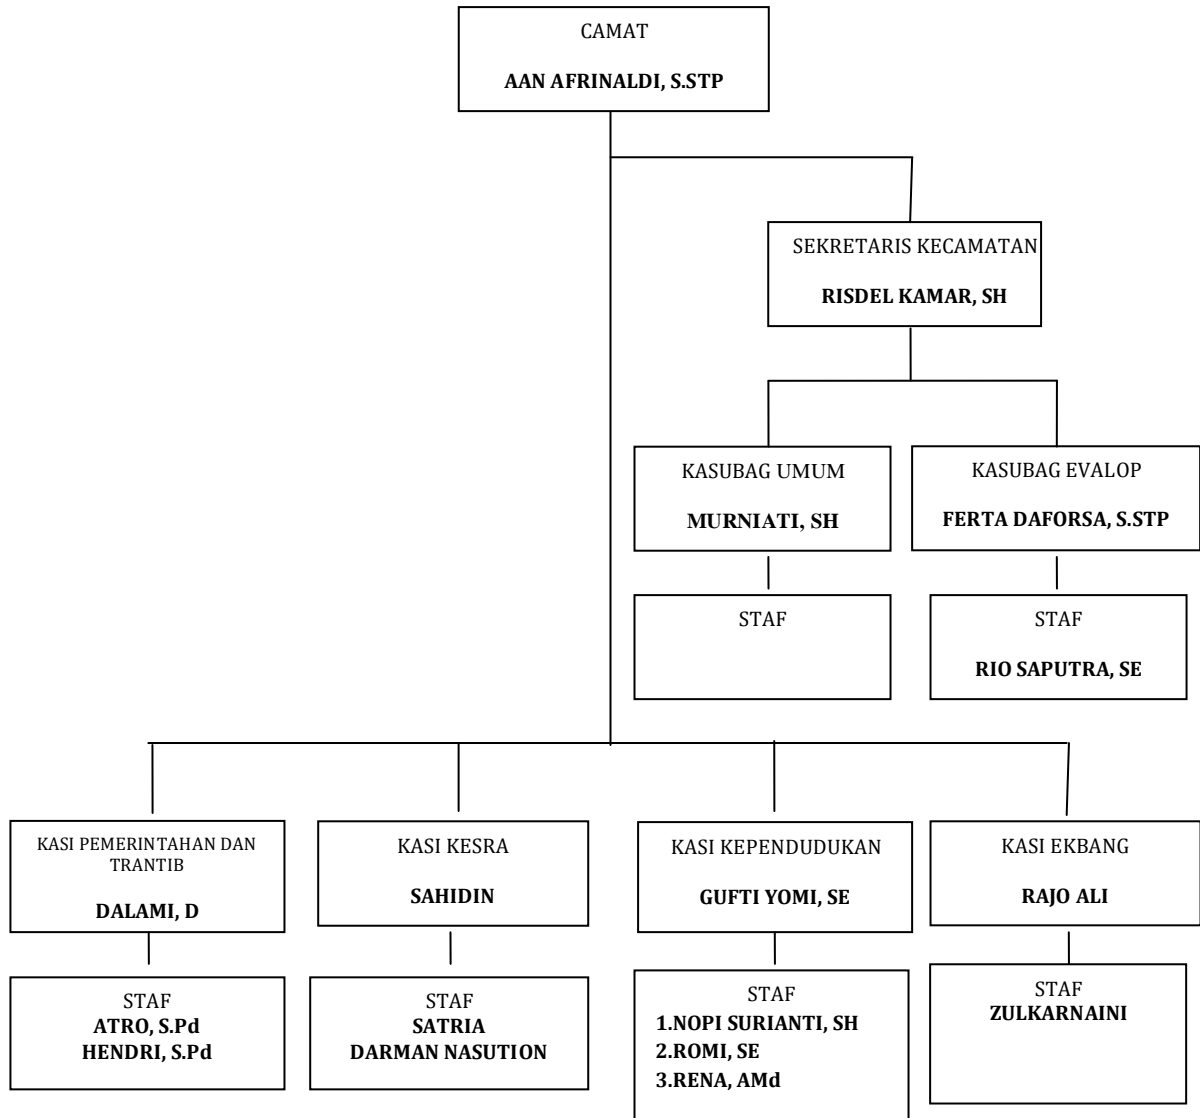 CAMAT
AAN AFRINALDI, S.STP
SEKRETARIS KECAMATAN
RISDEL KAMAR, SH
KASUBAG UMUM
MURNIATI, SH
KASUBAG EVALOP
FERTA DAFORSA, S.STP
STAF
STAF
RIO SAPUTRA, SE
KASI PEMERINTAHAN DAN
TRANTIB
DALAMI, D
KASI KESRA
SAHIDIN
KASI KEPENDUDUKAN
GUFTI YOMI, SE
KASI EKBANG
RAJO ALI
STAF
ATRO, S.Pd
HENDRI, S.Pd
STAF
SATRIA
DARMAN NASUTION
STAF
1.NOPI SURIANTI, SH
2.ROMI, SE
3.RENA, AMd
STAF
ZULKARNAINI